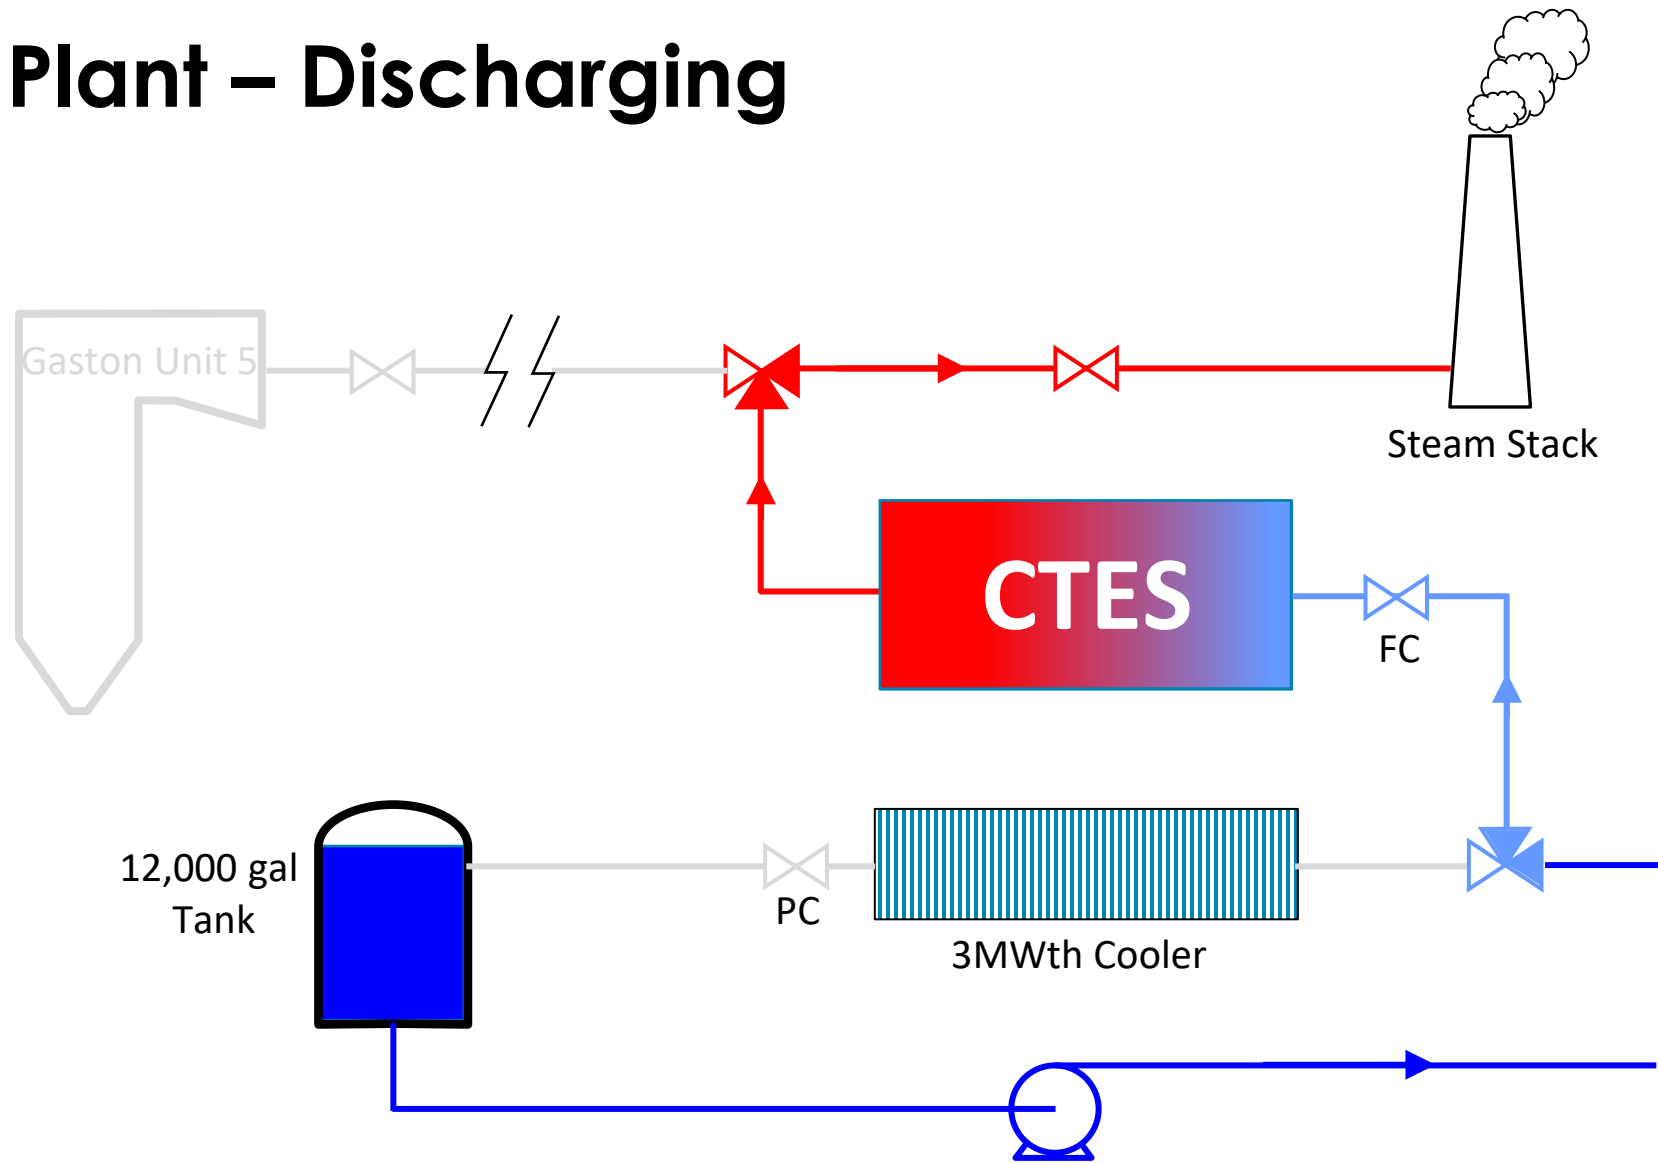 Plant – Discharging
Gaston Unit 5
Steam Stack
CTES
FC
12,000 gal
Tank
PC
3MWth Cooler